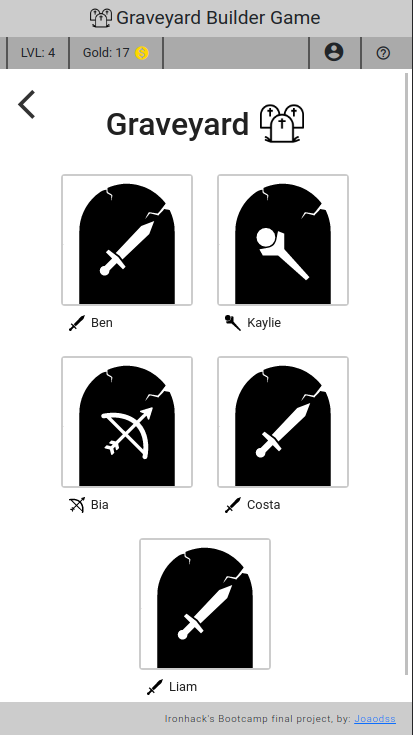 Graveyard Builder Game
LVL: 4 Gold: 17
Graveyard
Ben Kaylie
Bia Costa
Liam
Ironhack's Bootcamp final project, by: Joaodss